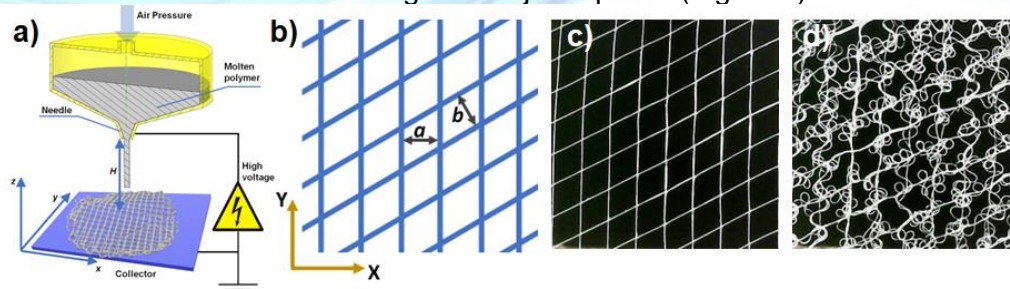 a)
Air Pressure
Molten
polymer
Needle
H
High
voltage
z
y
x
Collector
b)
a
b
Y
X
c)
d)